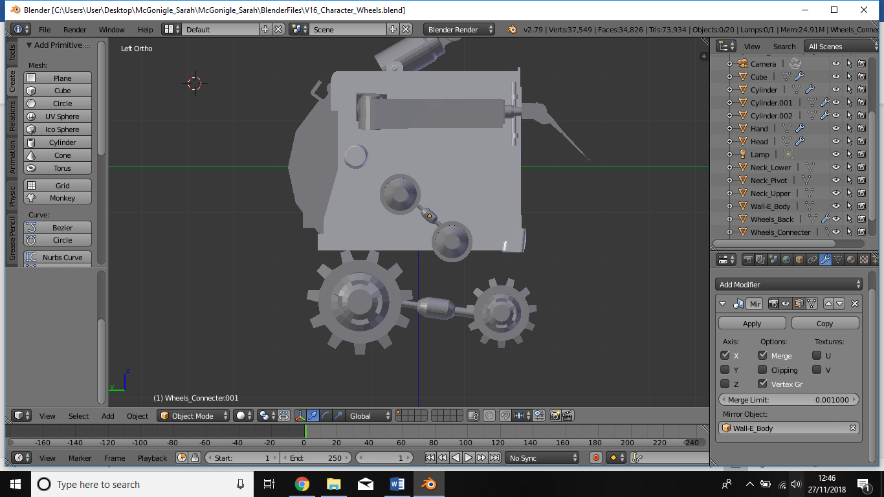 Blender [C:\Users\User\Desktop\McGonigle_Sarah\BlenderFiles\V16_Character_Wheels.blend]
File Render Window Help Default Scene Blender Render v2.79 | Verts:37,549 | Faces:34,826 | Tris:73,934 | Objects:0/20 | Lamps:0/1 | Mem:24.91M | Wheels_Connec
Add Primitive
Mesh:
Plane
Cube
Circle
UV Sphere
Ico Sphere
Cylinder
Cone
Torus
Grid
Monkey
Curve:
Bezier
Circle
Nurbs Curve
Tools
Create
Relations
Animation
Physic
Grease Pencil
Left Ortho
(1) Wheels_Connecter.001
View Select Add Object Object Mode Global
View Search All Scenes
Camera
Cube
Cylinder
Cylinder.001
Cylinder.002
Hand
Head
Lamp
Neck_Lower
Neck_Pivot
Neck_Upper
Wall-E_Body
Wheels_Back
Wheels_Connecter
Add Modifier
Mir
Apply Copy
Axis: Options: Textures:
X Merge U
Y Clipping V
Z Vertex Gr
Merge Limit: 0.001000
Mirror Object:
Wall-E_Body
-160 -140 -120 -100 -80 -60 -40 -20 0 20 40 60 80 100 120 140 160 180 200 220 240
View Marker Frame Playback Start: 1 End: 250 1 No Sync
Type here to search
12:46
27/11/2018
1